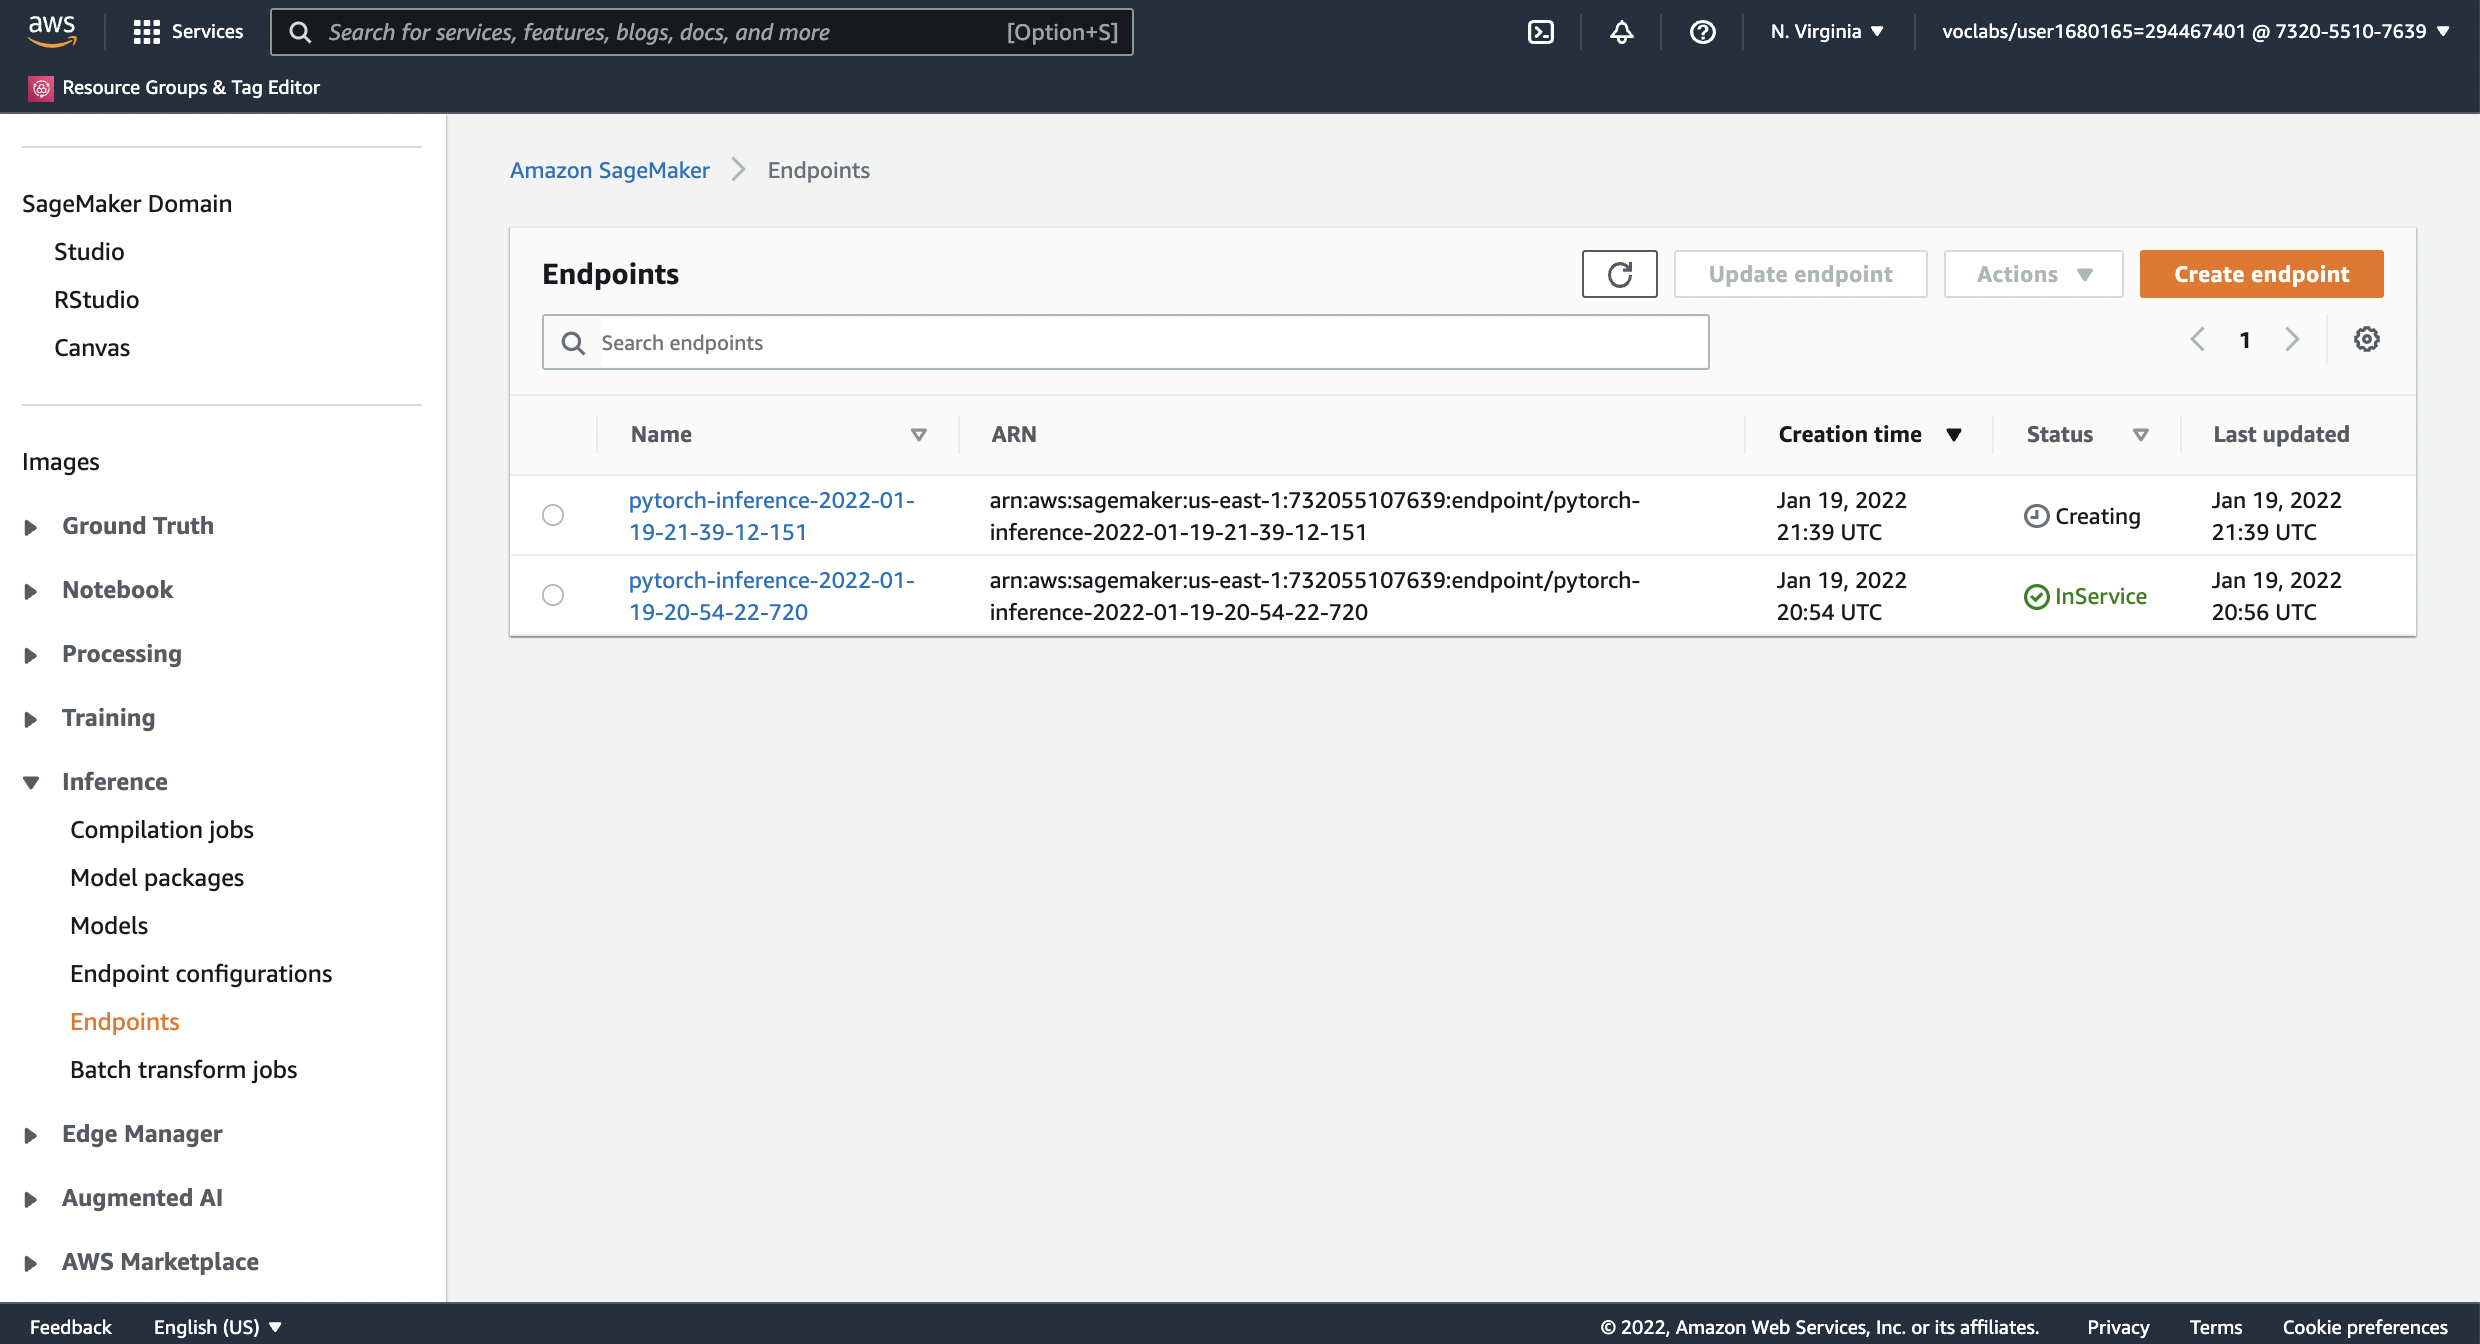 aws
Services
Search for services, features, blogs, docs, and more
[Option+S]
N. Virginia
voclabs/user1680165=294467401 @ 7320-5510-7639
Resource Groups & Tag Editor
SageMaker Domain
Studio
RStudio
Canvas
Images
Ground Truth
Notebook
Processing
Training
Inference
Compilation jobs
Model packages
Models
Endpoint configurations
Endpoints
Batch transform jobs
Edge Manager
Augmented AI
AWS Marketplace
Amazon SageMaker
Endpoints
Endpoints
Update endpoint
Actions
Create endpoint
Search endpoints
1
Name
ARN
Creation time
Status
Last updated
pytorch-inference-2022-01-
19-21-39-12-151
arn:aws:sagemaker:us-east-1:732055107639:endpoint/pytorch-
inference-2022-01-19-21-39-12-151
Jan 19, 2022
21:39 UTC
Creating
Jan 19, 2022
21:39 UTC
pytorch-inference-2022-01-
19-20-54-22-720
arn:aws:sagemaker:us-east-1:732055107639:endpoint/pytorch-
inference-2022-01-19-20-54-22-720
Jan 19, 2022
20:54 UTC
InService
Jan 19, 2022
20:56 UTC
Feedback
English (US)
© 2022, Amazon Web Services, Inc. or its affiliates.
Privacy
Terms
Cookie preferences